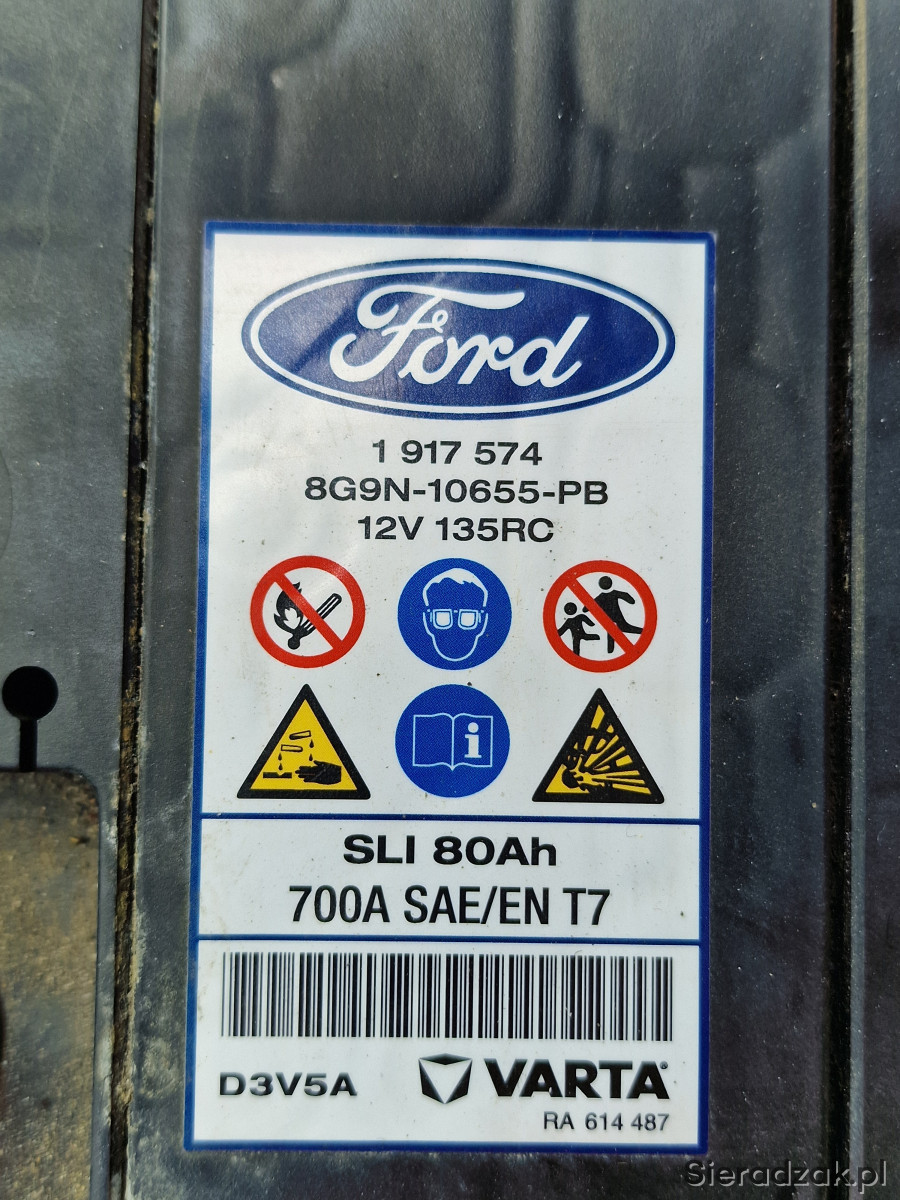 Ford
1 917 574
8G9N-10655-PB
12V 135RC
SLI 80Ah
700A SAE/EN T7
D3V5A
VARTA
RA 614 487
Sieradzak.pl